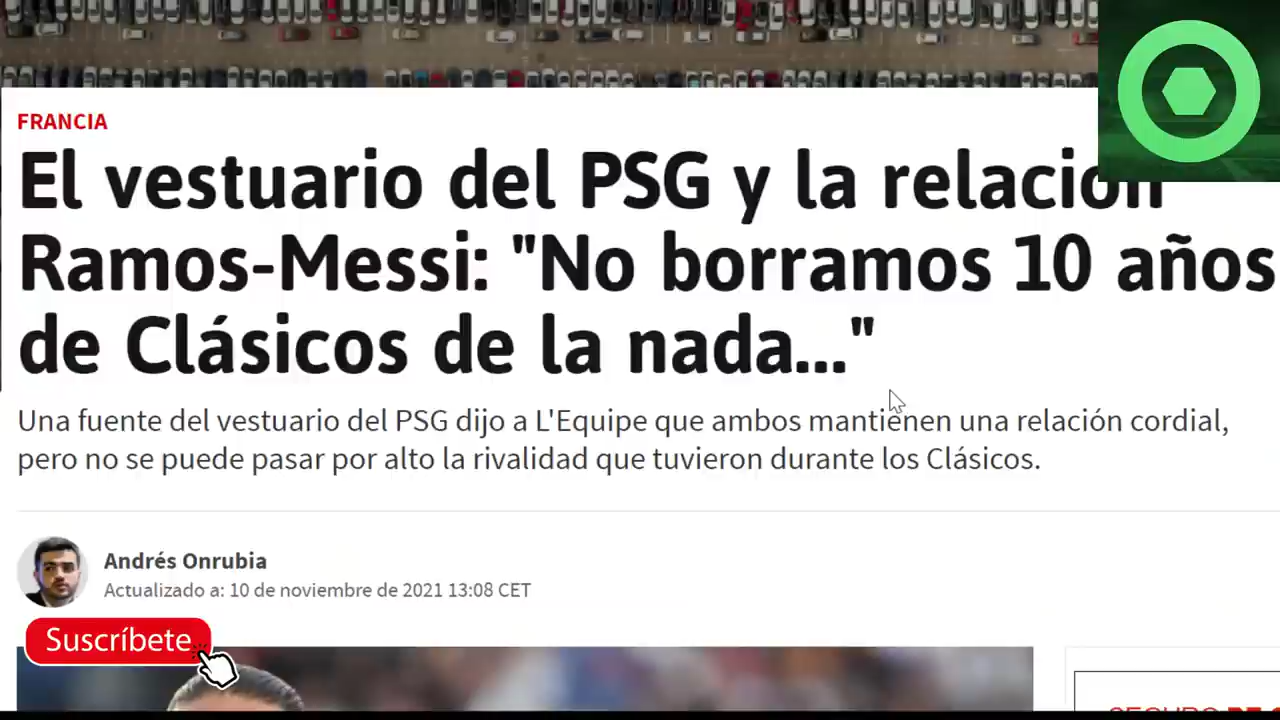 FRANCIA
El vestuario del PSG y la relación
Ramos-Messi: "No borramos 10 años
de Clásicos de la nada..."
Una fuente del vestuario del PSG dijo a L'Equipe que ambos mantienen una relación cordial,
pero no se puede pasar por alto la rivalidad que tuvieron durante los Clásicos.
Andrés Onrubia
Actualizado a: 10 de noviembre de 2021 13:08 CET
Suscríbete